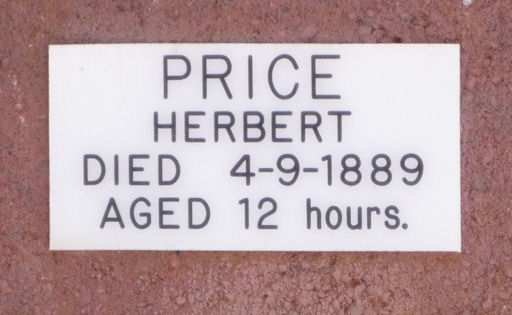 PRICE
HERBERT
DIED 4-9-1889
AGED 12 hours.